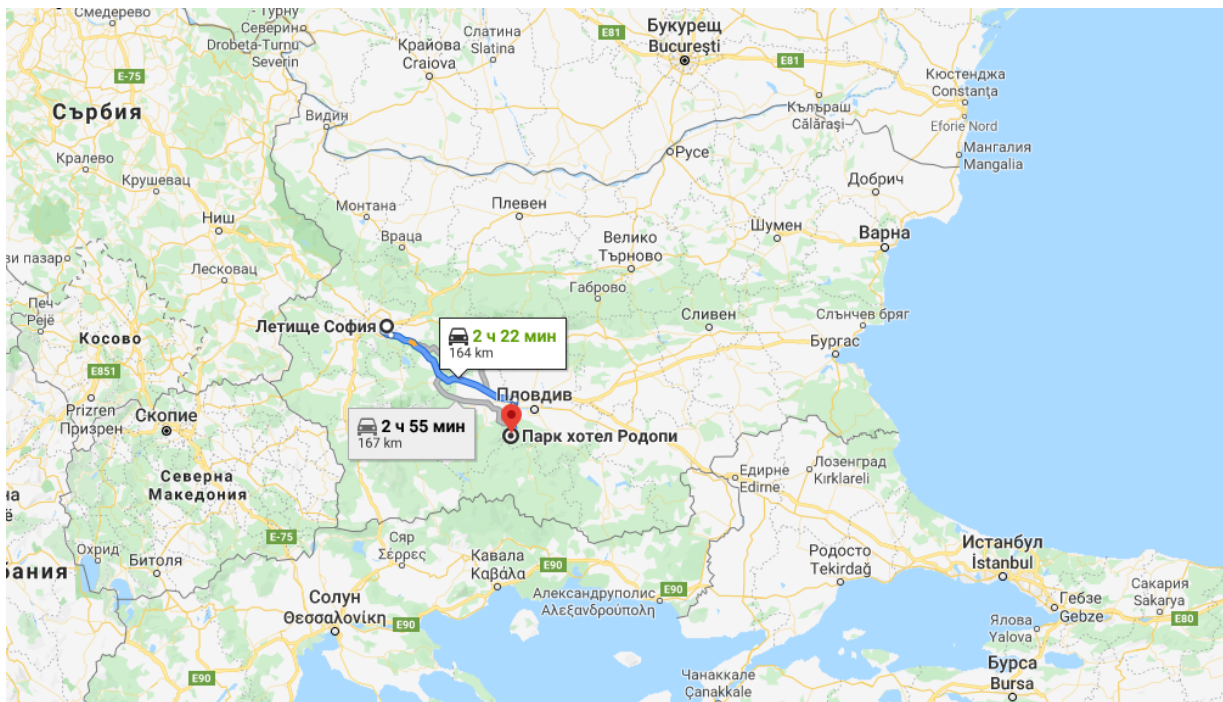 Смедерево
Турну
Северин
Drobeta-Turnu
Severin
Слатина
Slatina
Крайова
Craiova
E81
Букурещ
București
E81
E-75
Кюстенджа
Constanța
Сърбия
Видин
Кълъраш
Călărași
Eforie Nord
Кралево
Русе
Мангалия
Mangalia
Крушевац
Добрич
Монтана
Плевен
Ниш
Шумен
Варна
Враца
Велико
Търново
ви пазар
Лесковац
Габрово
Печ
Pejë
Сливен
Слънчев бряг
Летище София
2 ч 22 мин
164 km
Косово
Бургас
E851
Пловдив
Prizren
Призрен
Скопие
2 ч 55 мин
167 km
Парк хотел Родопи
Северна
Македония
Едирне
Edirne
Лозенград
Kırklareli
на
ë
E-75
Охрид
Битоля
Сяр
Σέρρες
Кавала
Καβάλα
E90
Родосто
Tekirdağ
Истанбул
İstanbul
бания
Солун
Θεσσαλονίκη
E90
Александруполис
Αλεξανδρούπολη
E90
Гебзе
Gebze
Сакария
Sakarya
E80
Ялова
Yalova
E90
Чанаккале
Çanakkale
Бурса
Bursa